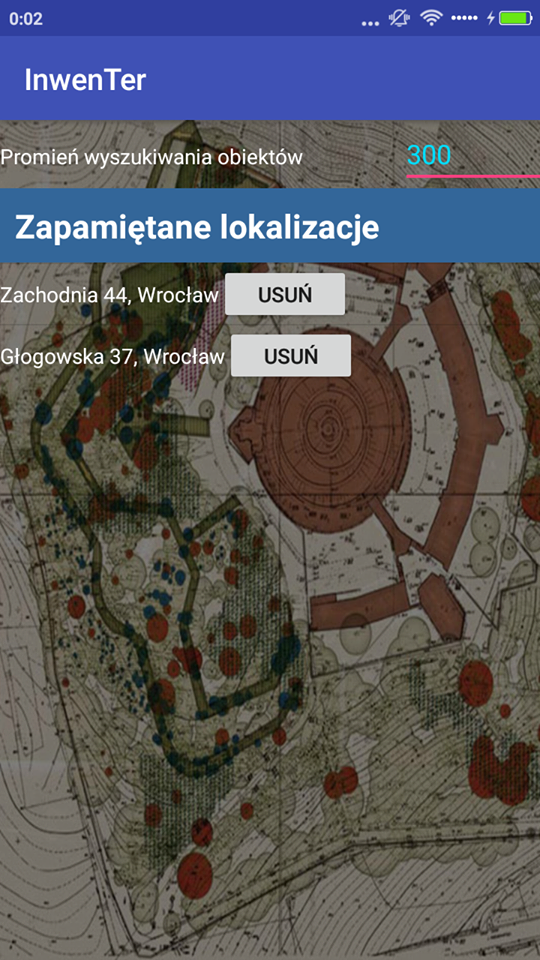 0:02
InwenTer
Promień wyszukiwania obiektów 300
Zapamiętane lokalizacje
Zachodnia 44, Wrocław USUŃ
Głogowska 37, Wrocław USUŃ